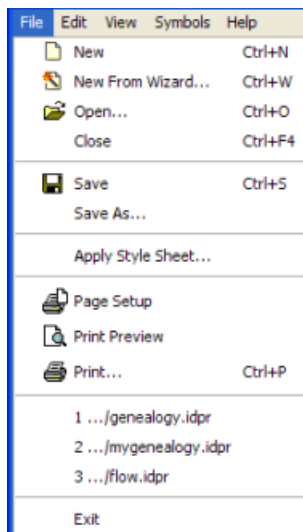 File Edit View Symbols Help
New Ctrl+N
New From Wizard... Ctrl+W
Open... Ctrl+O
Close Ctrl+F4
Save Ctrl+S
Save As...
Apply Style Sheet...
Page Setup
Print Preview
Print... Ctrl+P
1 .../genealogy.idpr
2 .../mygenealogy.idpr
3 .../flow.idpr
Exit